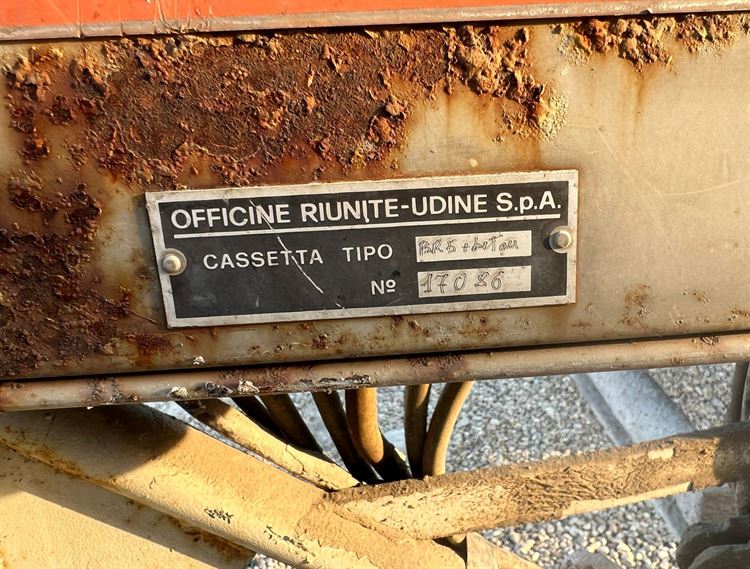 OFFICINE RIUNITE-UDINE S.p.A.
CASSETTA TIPO BR5
Nº 17086